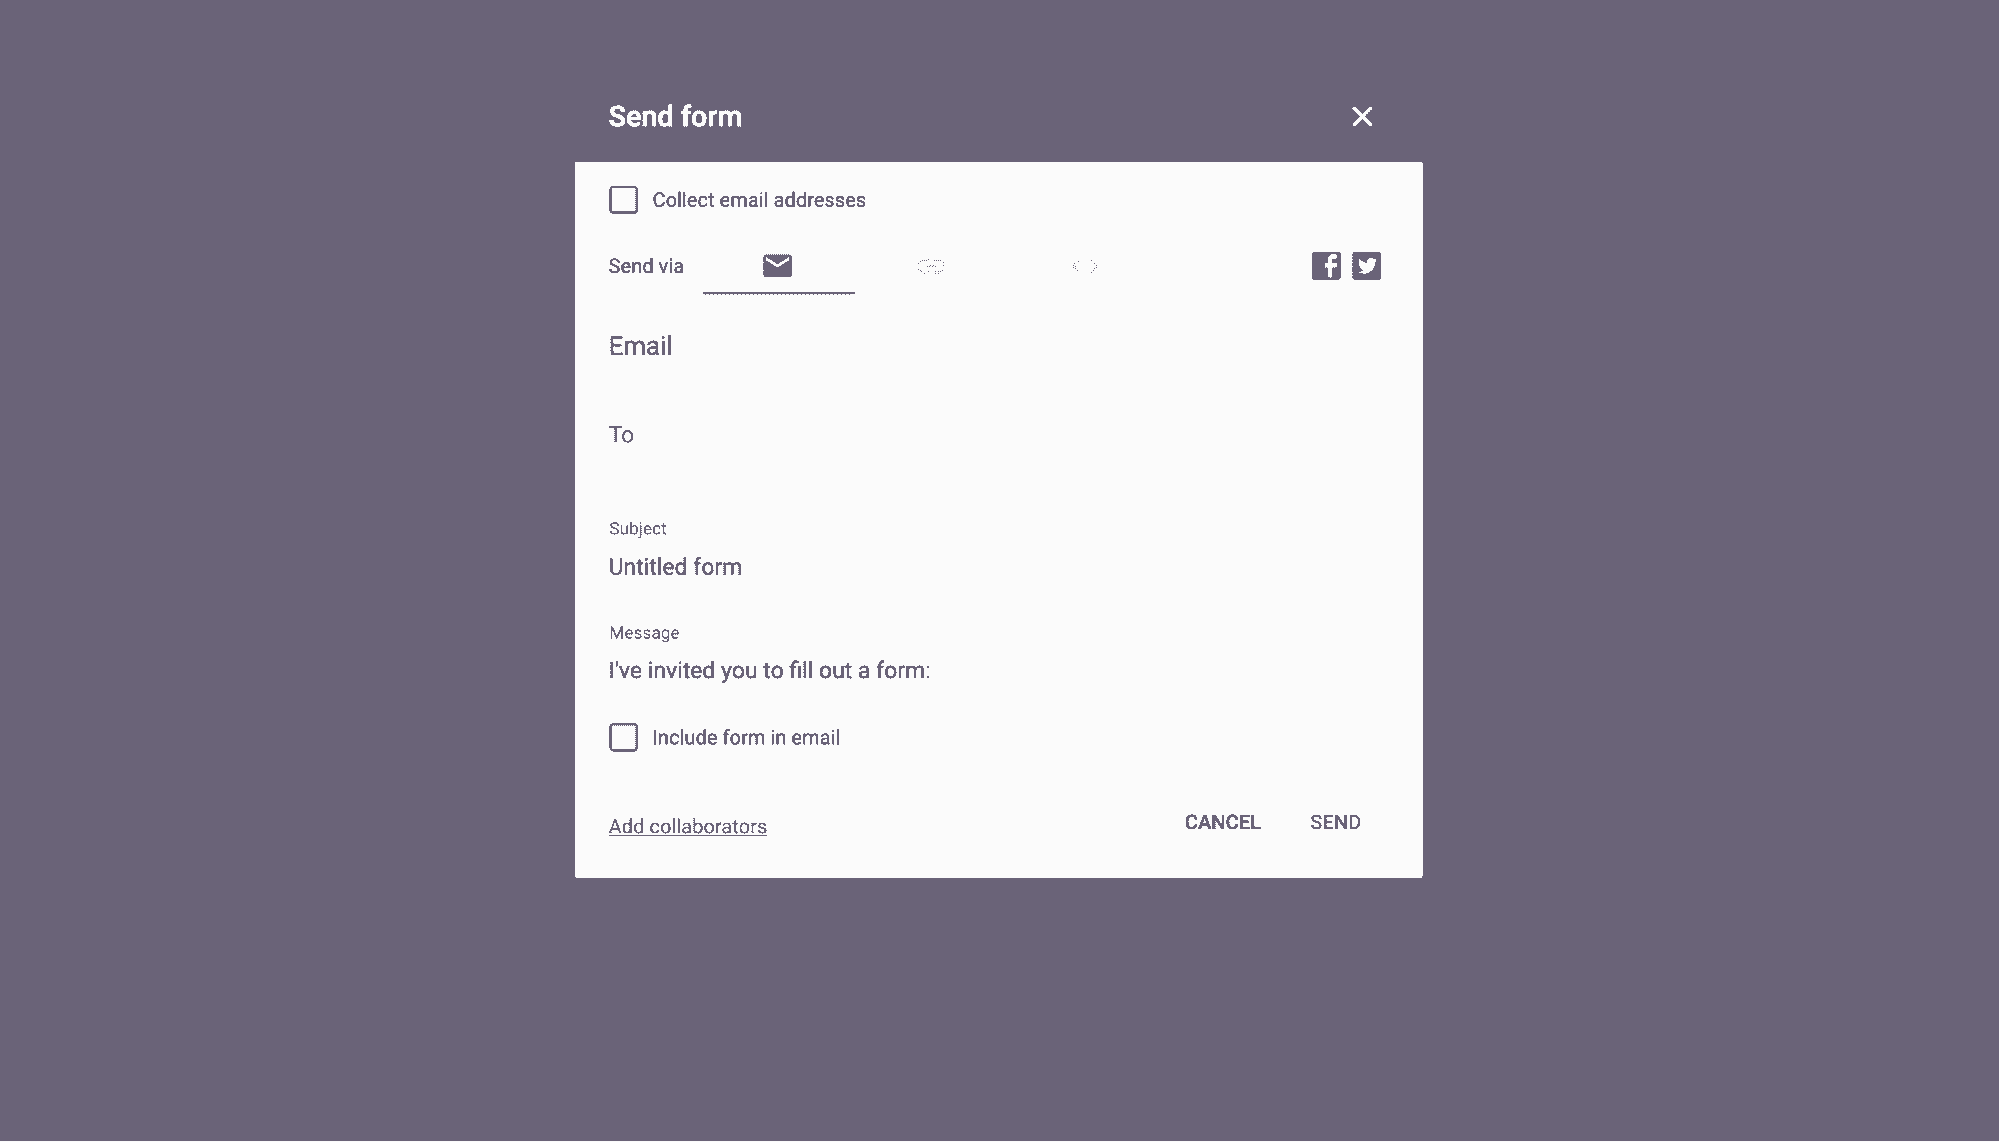 Send form
Collect email addresses
Send via
Email
To
Subject
Untitled form
Message
I've invited you to fill out a form:
Include form in email
Add collaborators
CANCEL
SEND